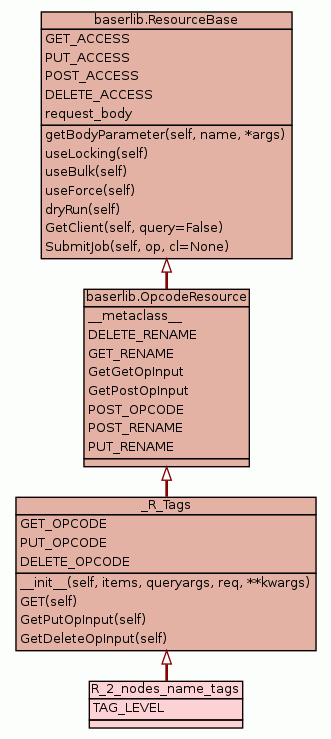 baserlib.ResourceBase
GET_ACCESS
PUT_ACCESS
POST_ACCESS
DELETE_ACCESS
request_body
getBodyParameter(self, name, *args)
useLocking(self)
useBulk(self)
useForce(self)
dryRun(self)
GetClient(self, query=False)
SubmitJob(self, op, cl=None)
baserlib.OpcodeResource
__metaclass__
DELETE_RENAME
GET_RENAME
GetGetOpInput
GetPostOpInput
POST_OPCODE
POST_RENAME
PUT_RENAME
_R_Tags
GET_OPCODE
PUT_OPCODE
DELETE_OPCODE
__init__(self, items, queryargs, req, **kwargs)
GET(self)
GetPutOpInput(self)
GetDeleteOpInput(self)
R_2_nodes_name_tags
TAG_LEVEL